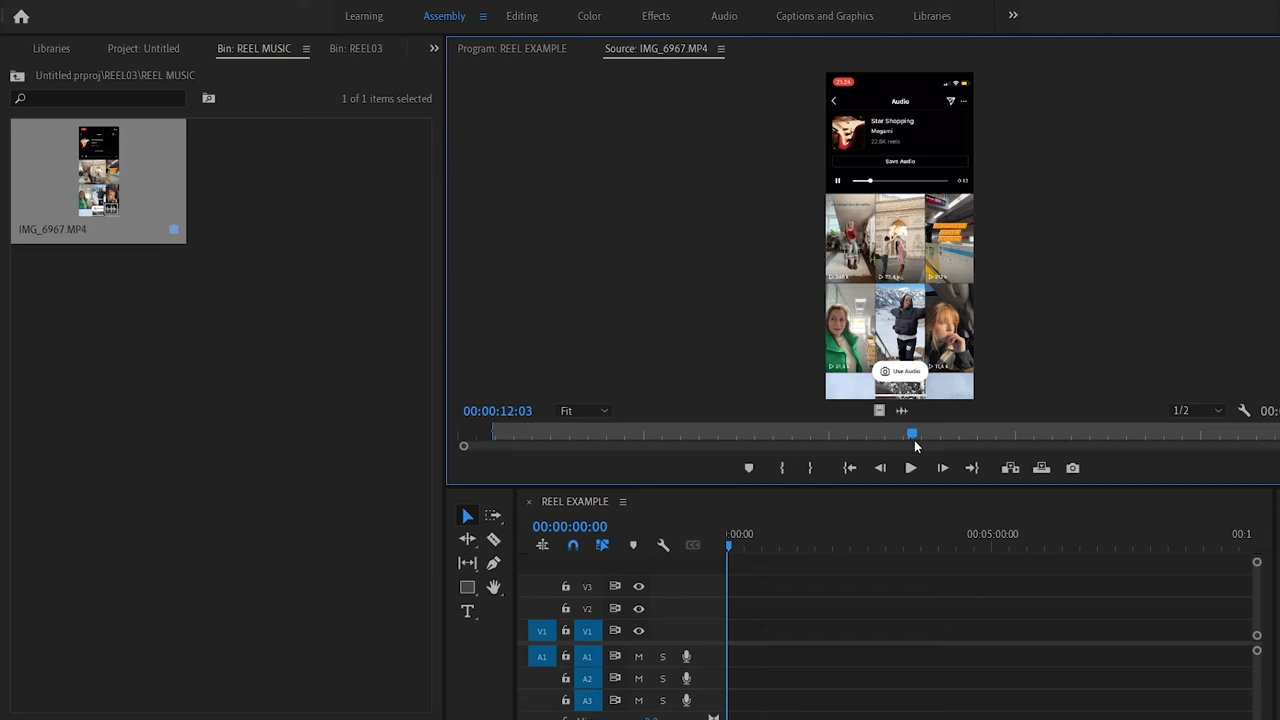 Learning Assembly Editing Color Effects Audio Captions and Graphics Libraries
Libraries Project: Untitled Bin: REEL MUSIC Bin: REEL03
Untitled.prproj\REEL03\REEL MUSIC
1 of 1 items selected
IMG_6967.MP4
Program: REEL EXAMPLE Source: IMG_6967.MP4
21:24
Audio
Star Shopping
Megami
22,6K reels
Save Audio
Use Audio
00:00:12:03 Fit 1/2 00:0
× REEL EXAMPLE
00:00:00:00
:00:00 00:05:00:00 00:1
CC
V3
V2
V1 V1
A1 A1 M S
A2 M S
A3 M S
T